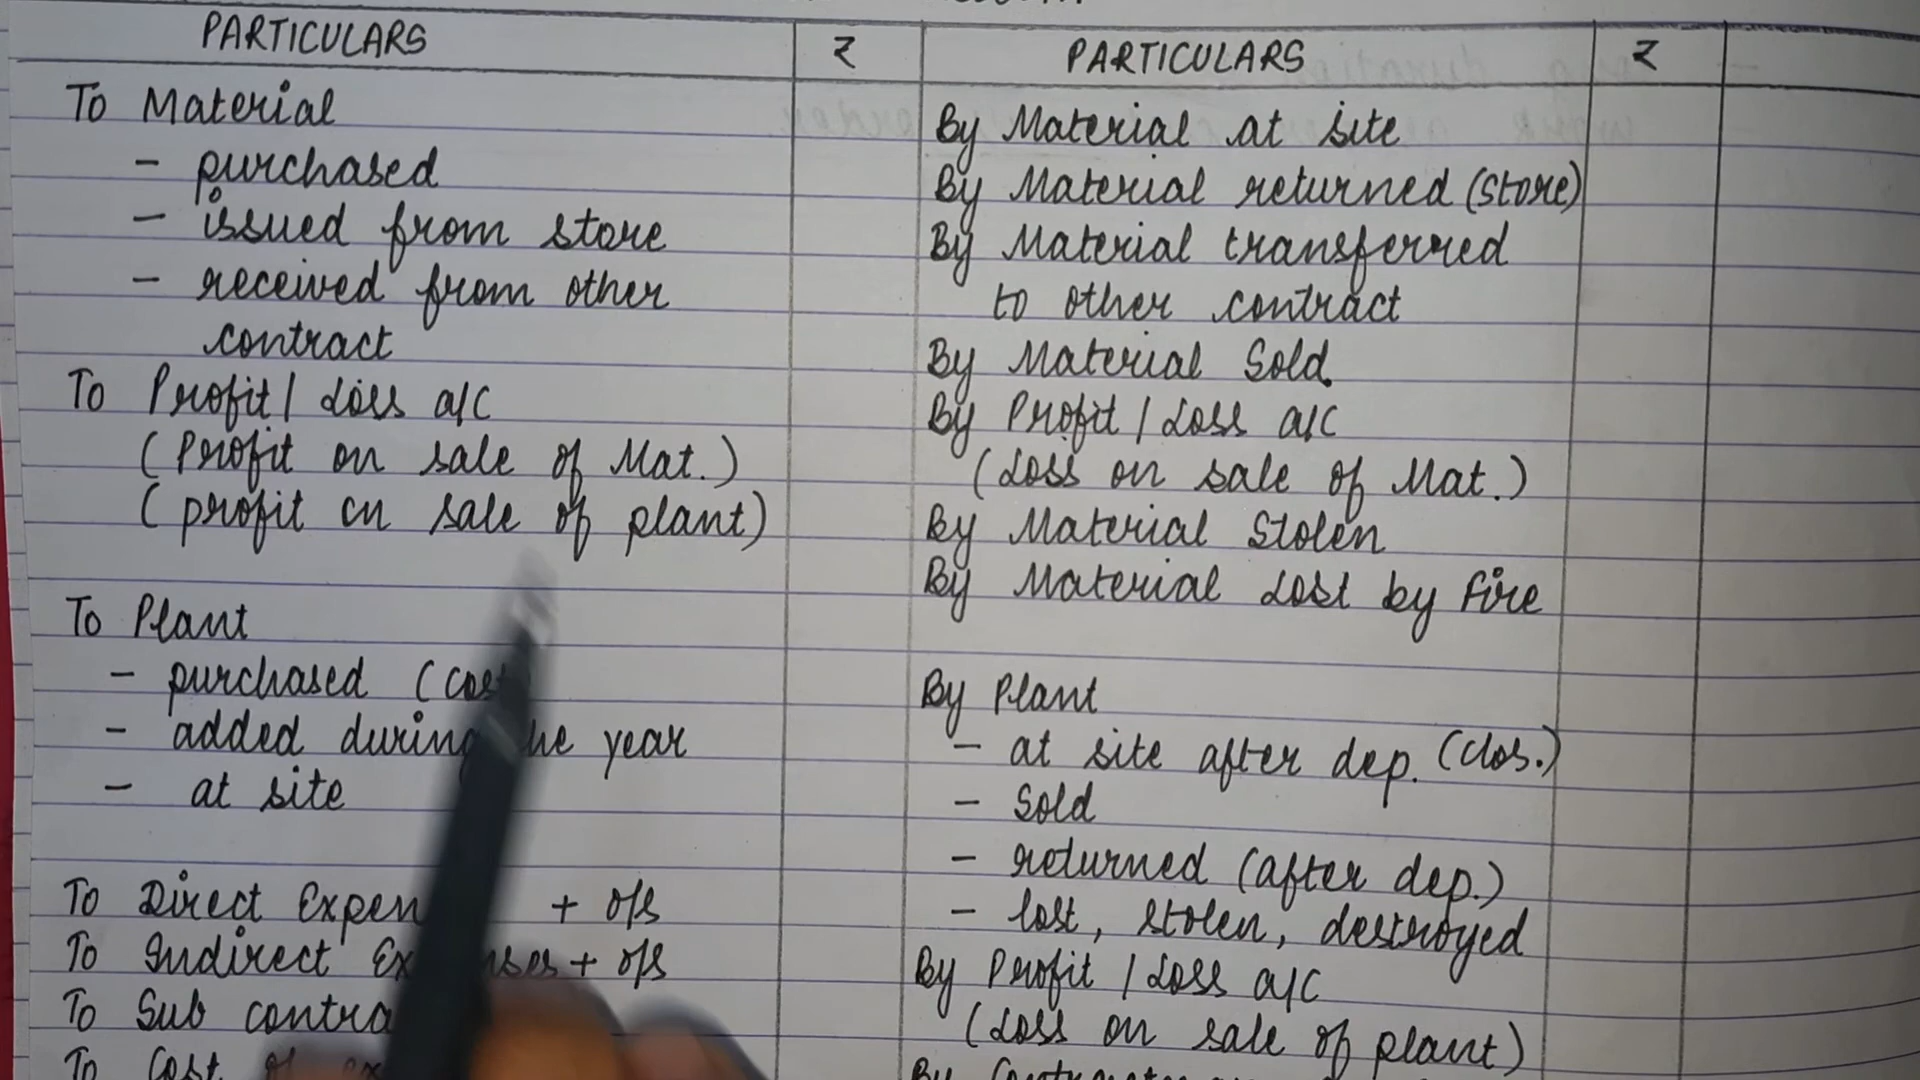 PARTICULARS
₹
To Material
- purchased
- issued from store
- received from other
contract
To Profit / Loss a/c
(Profit on sale of Mat.)
(profit on sale of plant)
To Plant
- purchased
- added during year
- at site
To Direct + o/s
To Indirect + o/s
To Sub
To Cost of
PARTICULARS
₹
By Material at site
By Material returned (store)
By Material transferred
to other contract
By Material Sold
By Profit / Loss a/c
(Loss on sale of Mat.)
By Material Stolen
By Material Lost by fire
By Plant
- at site after dep. (Clos.)
- Sold
- returned (after dep.)
- lost, stolen, destroyed
By Profit / Loss a/c
(Loss on sale of plant)
By